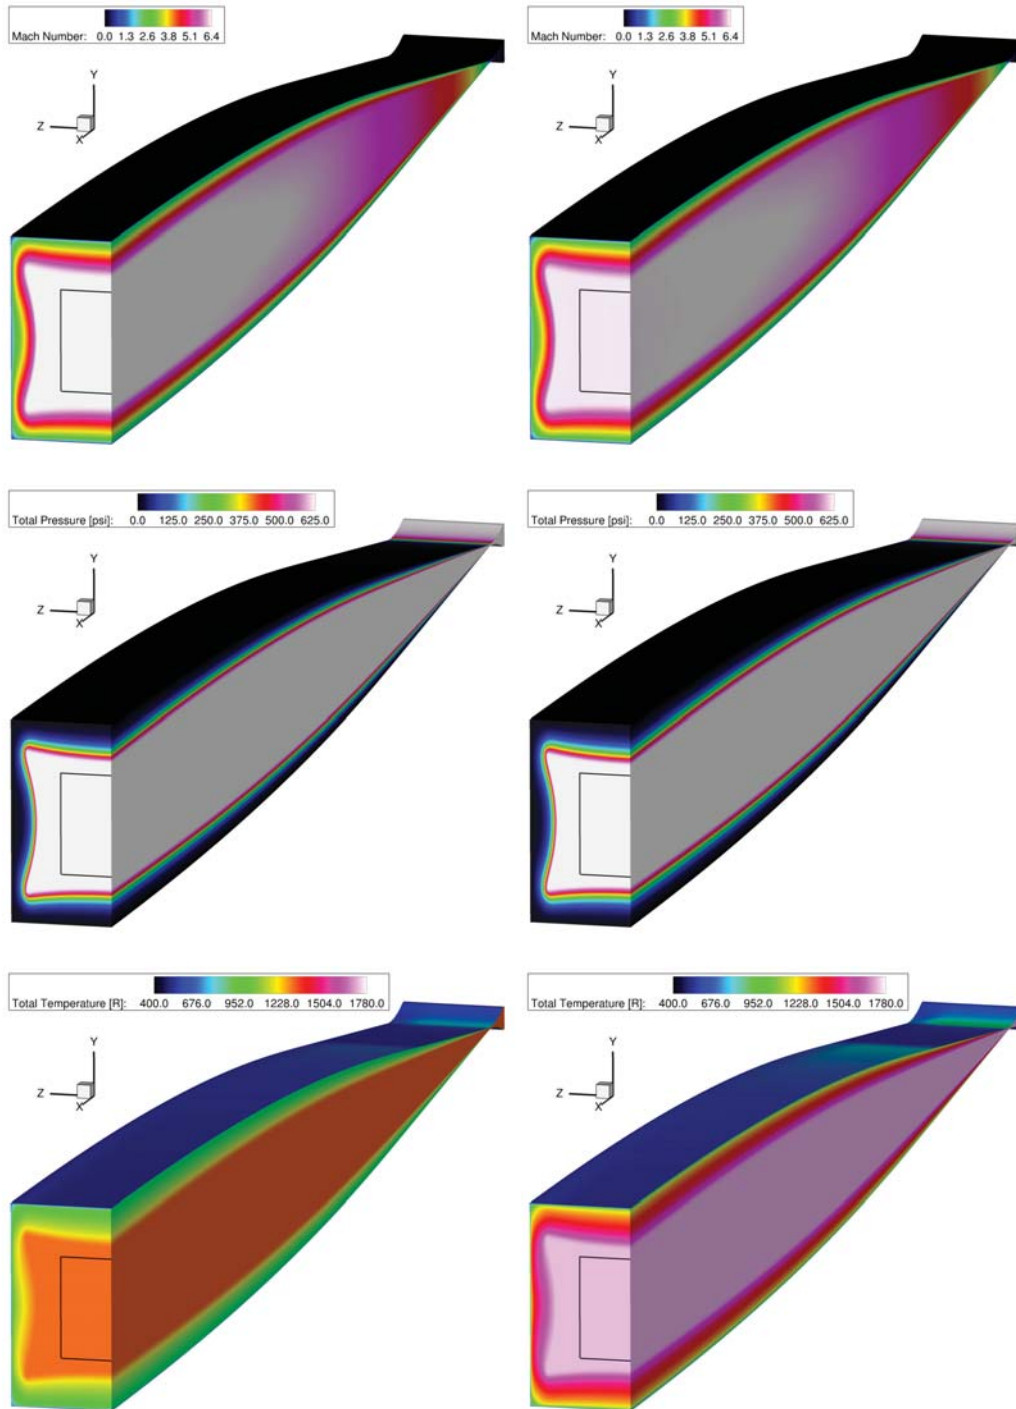 Mach Number: 0.0 1.3 2.6 3.8 5.1 6.4
Y
Z
X
Mach Number: 0.0 1.3 2.6 3.8 5.1 6.4
Y
Z
X
Total Pressure [psi]: 0.0 125.0 250.0 375.0 500.0 625.0
Y
Z
X
Total Pressure [psi]: 0.0 125.0 250.0 375.0 500.0 625.0
Y
Z
X
Total Temperature [R]: 400.0 676.0 952.0 1228.0 1504.0 1780.0
Y
Z
X
Total Temperature [R]: 400.0 676.0 952.0 1228.0 1504.0 1780.0
Y
Z
X